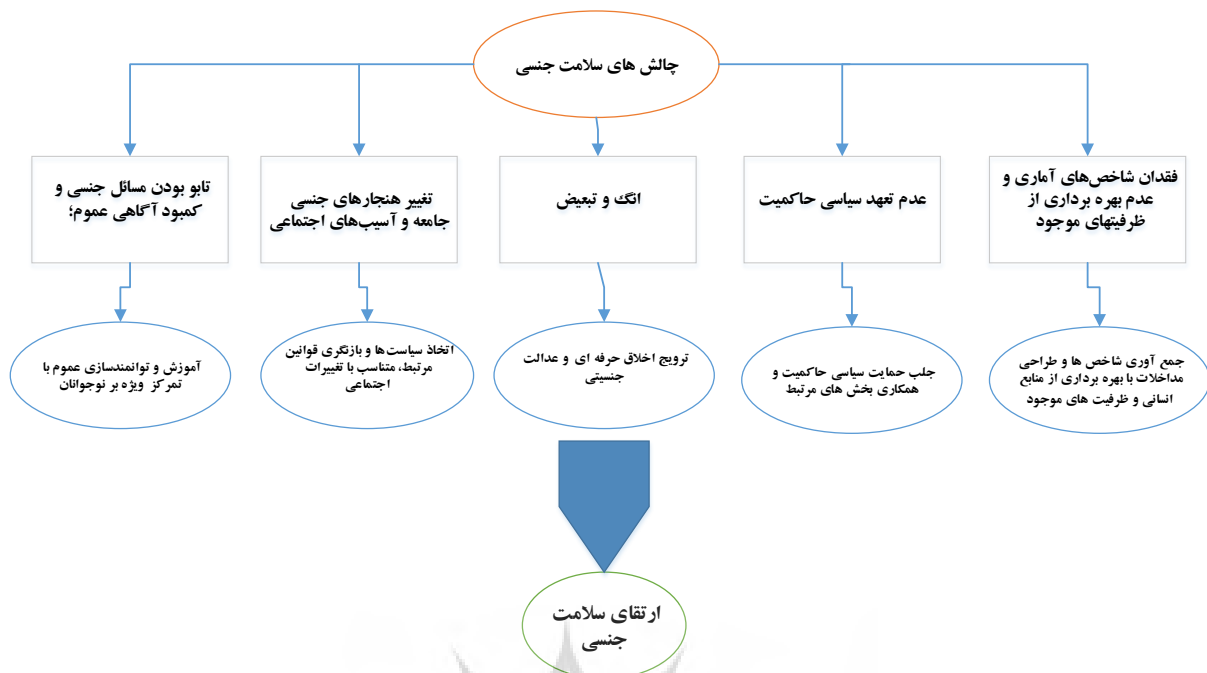 چالش های سلامت جنسی
فقدان شاخص‌های آماری و
عدم بهره برداری از
ظرفیتهای موجود
عدم تعهد سیاسی حاکمیت
انگ و تبعیض
تغییر هنجارهای جنسی
جامعه و آسیب‌های اجتماعی
تابو بودن مسائل جنسی و
کمبود آگاهی عموم؛
جمع آوری شاخص ها و طراحی
مداخلات با بهره برداری از منابع
انسانی و ظرفیت های موجود
جلب حمایت سیاسی حاکمیت و
همکاری بخش های مرتبط
ترویج اخلاق حرفه ای و عدالت
جنسیتی
اتخاذ سیاست‌ها و بازنگری قوانین
مرتبط، متناسب با تغییرات
اجتماعی
آموزش و توانمندسازی عموم با
تمرکز ویژه بر نوجوانان
ارتقای سلامت
جنسی